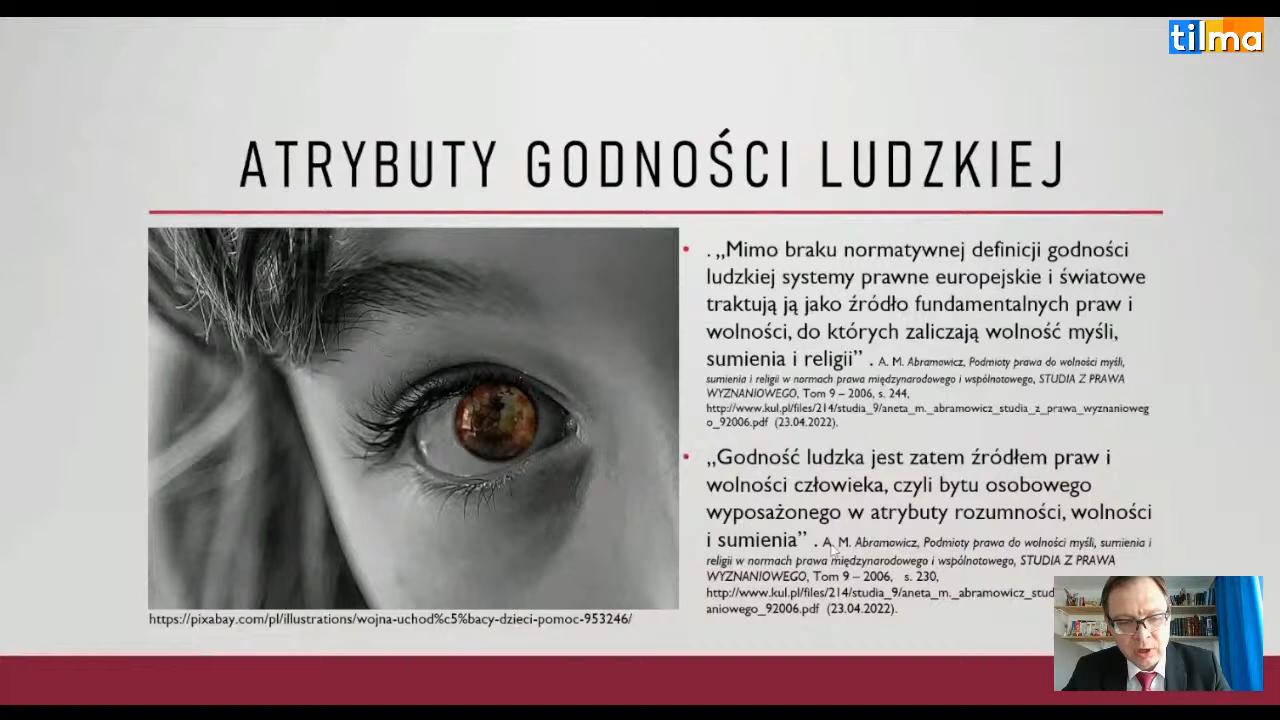 tilma
ATRYBUTY GODNOŚCI LUDZKIEJ
. „Mimo braku normatywnej definicji godności
ludzkiej systemy prawne europejskie i światowe
traktują ją jako źródło fundamentalnych praw i
wolności, do których zaliczają wolność myśli,
sumienia i religii” . A. M. Abramowicz, Podmioty prawa do wolności myśli,
sumienia i religii w normach prawa międzynarodowego i wspólnotowego, STUDIA Z PRAWA
WYZNANIOWEGO, Tom 9 – 2006, s. 244,
http://www.kul.pl/files/214/studia_9/aneta_m._abramowicz_studia_z_prawa_wyznanioweg
o_92006.pdf (23.04.2022).
„Godność ludzka jest zatem źródłem praw i
wolności człowieka, czyli bytu osobowego
wyposażonego w atrybuty rozumności, wolności
i sumienia” . A. M. Abramowicz, Podmioty prawa do wolności myśli, sumienia i
religii w normach prawa międzynarodowego i wspólnotowego, STUDIA Z PRAWA
WYZNANIOWEGO, Tom 9 – 2006, s. 230,
http://www.kul.pl/files/214/studia_9/aneta_m._abramowicz_stud
aniowego_92006.pdf (23.04.2022).
https://pixabay.com/pl/illustrations/wojna-uchod%c5%bacy-dzieci-pomoc-953246/